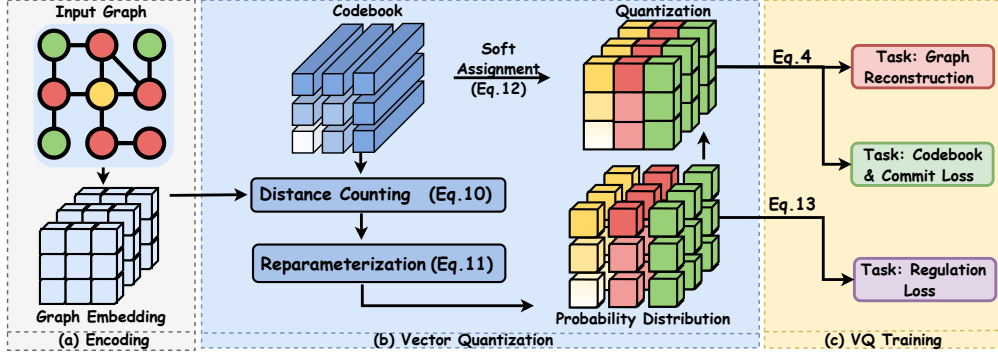 Input Graph
Graph Embedding
(a) Encoding
Codebook
Soft
Assignment
(Eq.12)
Quantization
Distance Counting (Eq.10)
Reparameterization (Eq.11)
Probability Distribution
(b) Vector Quantization
Eq.4
Task: Graph
Reconstruction
Task: Codebook
& Commit Loss
Eq.13
Task: Regulation
Loss
(c) VQ Training